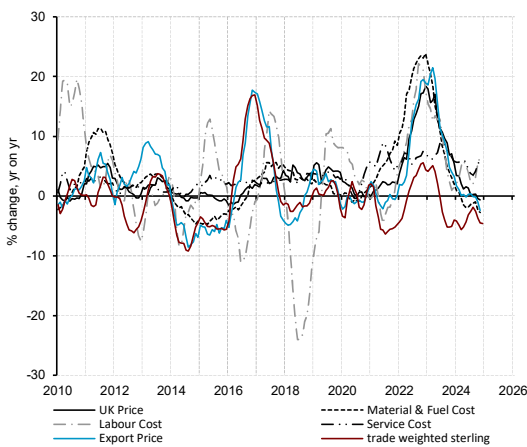 30
20
10
0
-10
-20
-30
% change yr on yr
2010 2012 2014 2016 2018 2020 2022 2024 2026
UK Price Material & Fuel Cost
Labour Cost Service Cost
Export Price trade weighted sterling